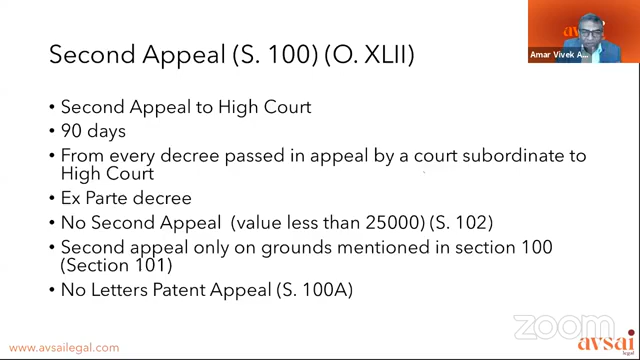 avsai
Amar Vivek A...
Second Appeal (S. 100) (O. XLII)
• Second Appeal to High Court
• 90 days
• From every decree passed in appeal by a court subordinate to
High Court
• Ex Parte decree
• No Second Appeal (value less than 25000) (S. 102)
• Second appeal only on grounds mentioned in section 100
(Section 101)
• No Letters Patent Appeal (S. 100A)
zoom
www.avsailegal.com
avsai
legal